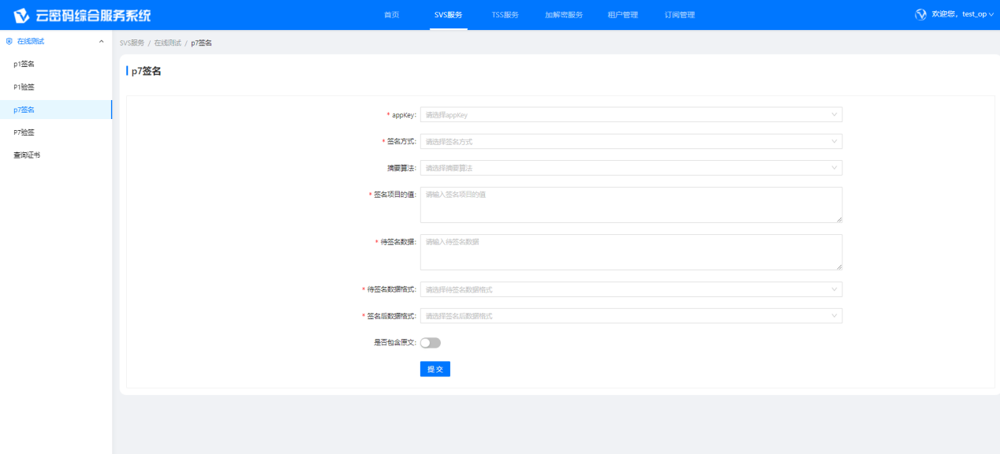 云密码综合服务系统
首页
SVS服务
TSS服务
加解密服务
租户管理
订阅管理
欢迎您，test_op
在线测试
p1签名
P1验签
p7签名
P7验签
查询证书
SVS服务 / 在线测试 / p7签名
p7签名
* appKey: 请选择appKey
* 签名方式: 请选择签名方式
摘要算法: 请选择摘要算法
* 签名项目的值: 请输入签名项目的值
* 待签名数据: 请输入待签名数据
* 待签名数据格式: 请选择待签名数据格式
* 签名后数据格式: 请选择签名后数据格式
是否包含原文:
提 交